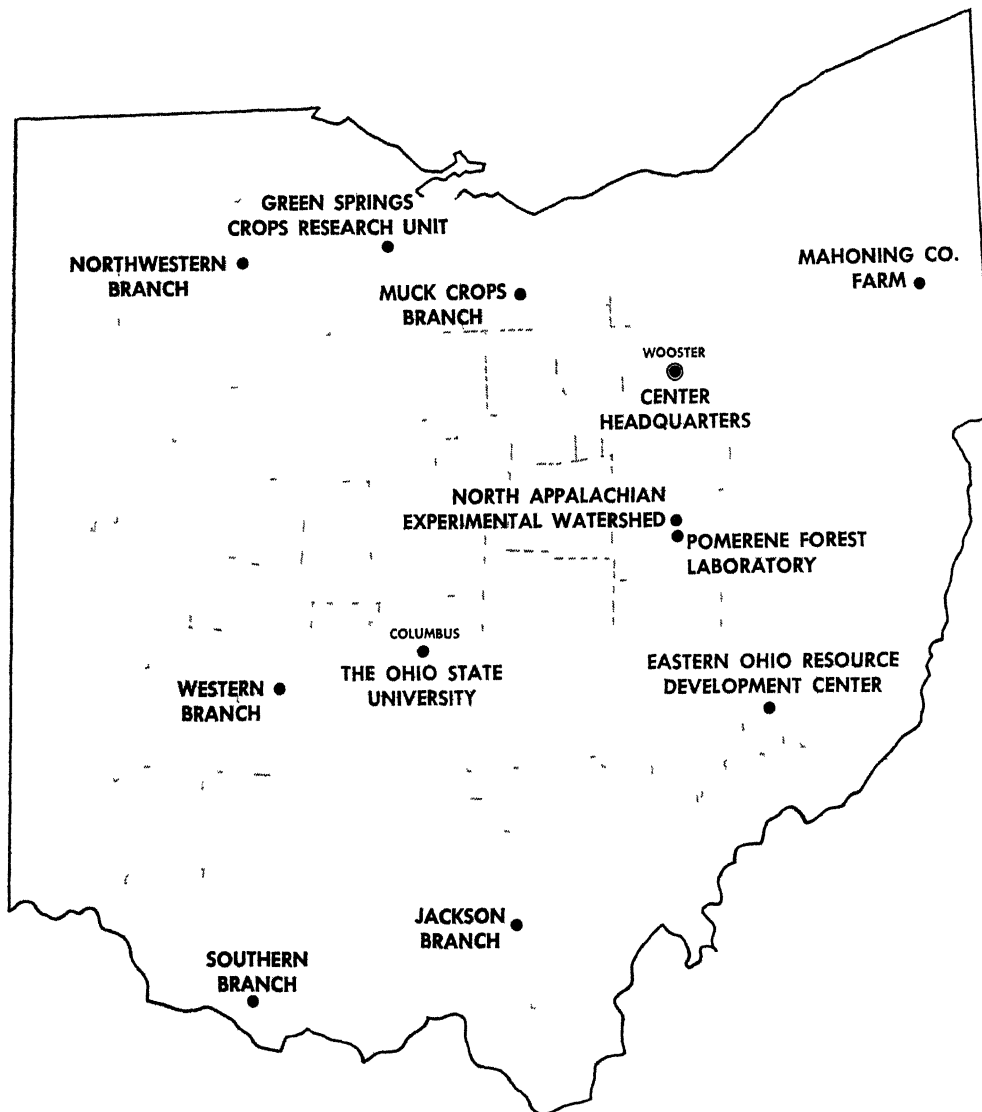 GREEN SPRINGS
CROPS RESEARCH UNIT
NORTHWESTERN
BRANCH
MUCK CROPS
BRANCH
MAHONING CO.
FARM
WOOSTER
CENTER
HEADQUARTERS
NORTH APPALACHIAN
EXPERIMENTAL WATERSHED
POMERENE FOREST
LABORATORY
COLUMBUS
THE OHIO STATE
UNIVERSITY
EASTERN OHIO RESOURCE
DEVELOPMENT CENTER
WESTERN
BRANCH
JACKSON
BRANCH
SOUTHERN
BRANCH